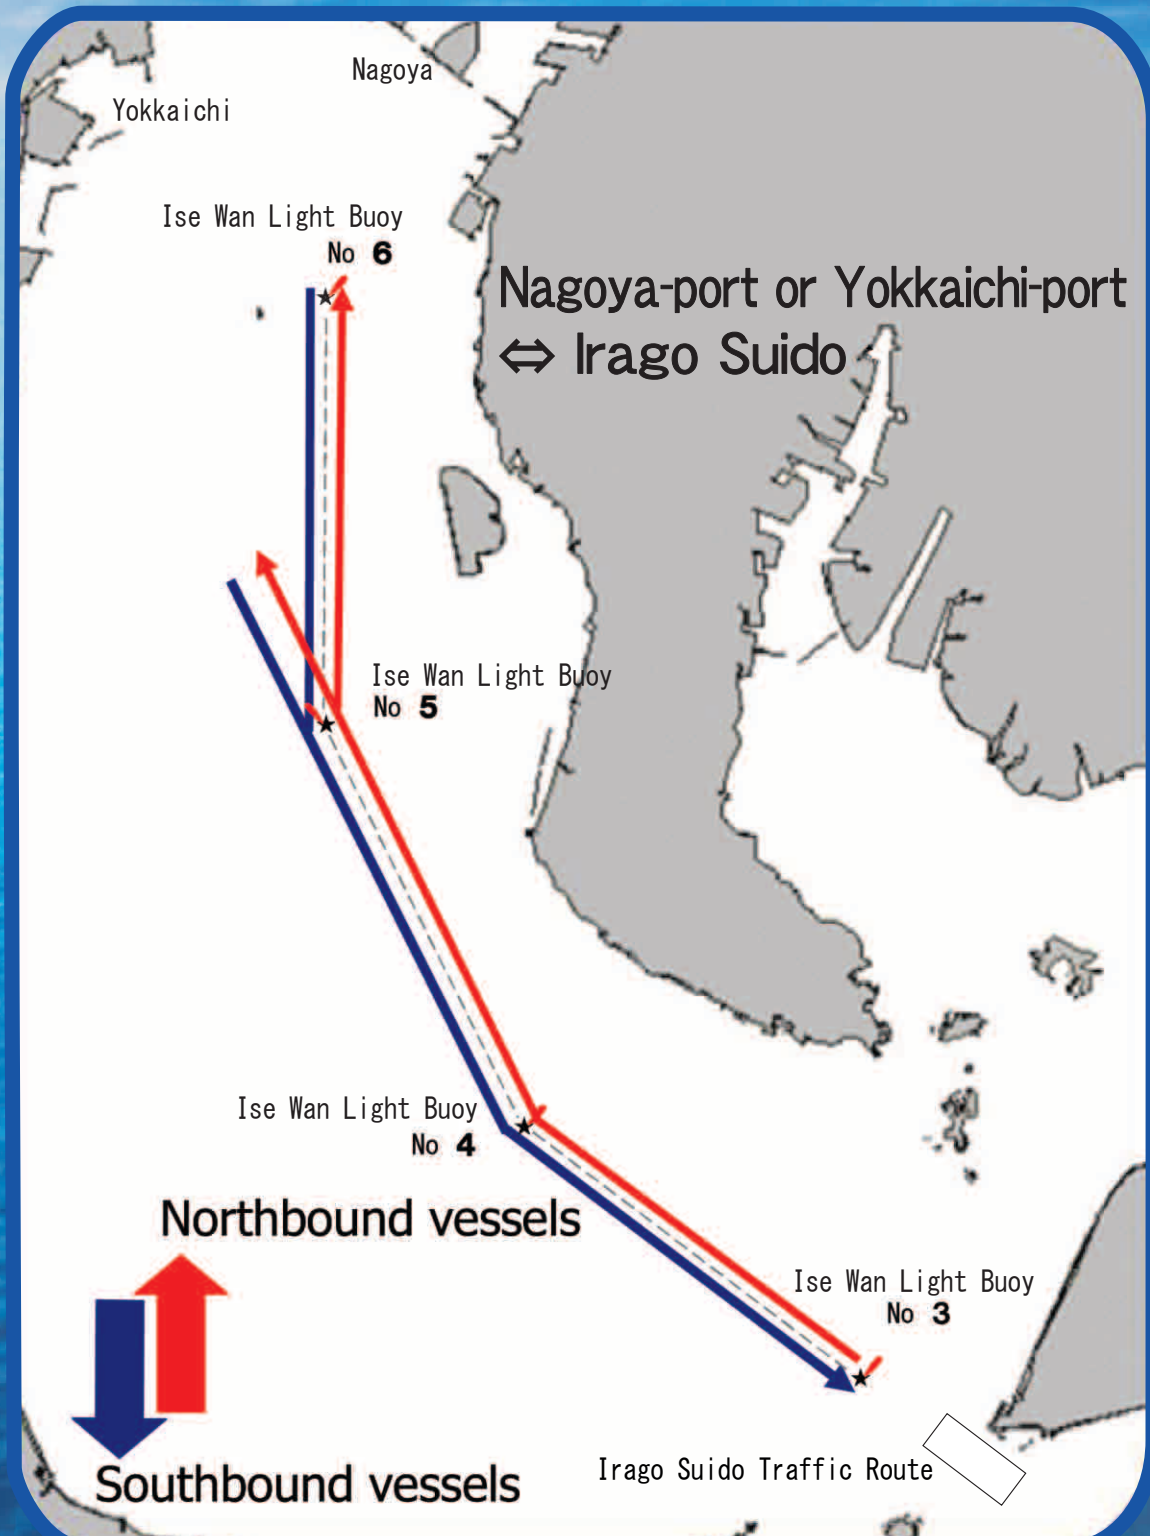 Nagoya
Yokkaichi
Ise Wan Light Buoy
No 6
Nagoya-port or Yokkaichi-port
⇔ Irago Suido
Ise Wan Light Buoy
No 5
Ise Wan Light Buoy
No 4
Northbound vessels
Ise Wan Light Buoy
No 3
Irago Suido Traffic Route
Southbound vessels